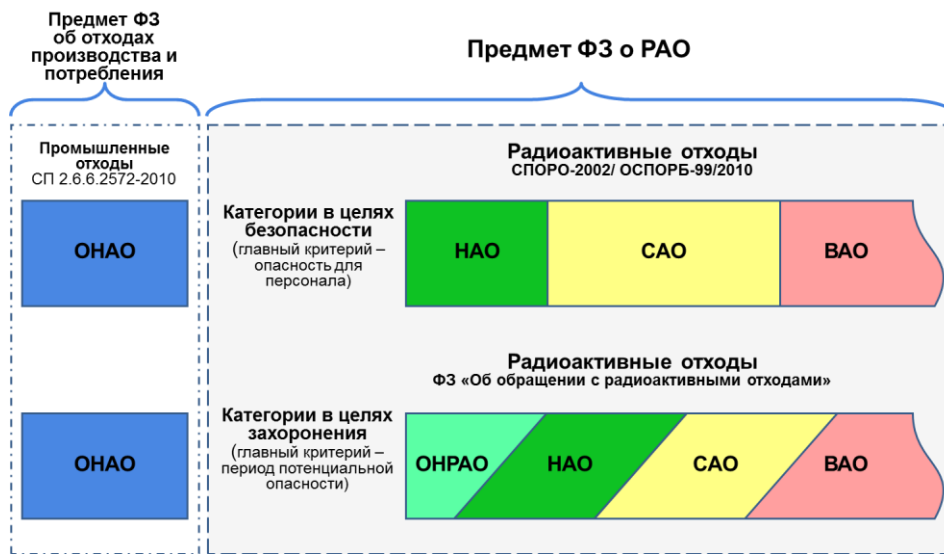 Предмет ФЗ
об отходах
производства и
потребления
Предмет ФЗ о РАО
Промышленные
отходы
СП 2.6.6.2572-2010
ОНАО
Радиоактивные отходы
СПОРО-2002/ ОСПОРБ-99/2010
Категории в целях
безопасности
(главный критерий –
опасность для
персонала)
НАО
САО
ВАО
Радиоактивные отходы
ФЗ «Об обращении с радиоактивными отходами»
ОНАО
Категории в целях
захоронения
(главный критерий –
период потенциальной
опасности)
ОНРАО
НАО
САО
ВАО